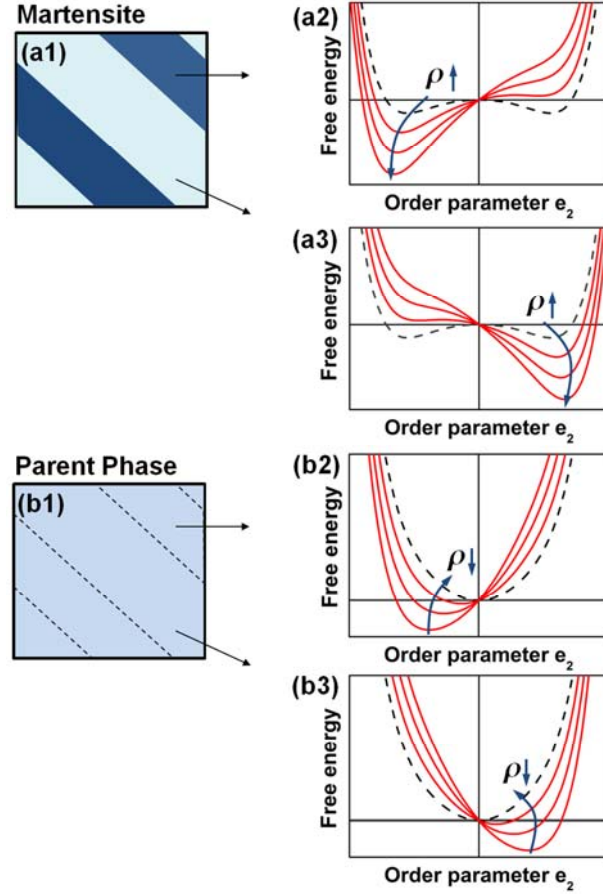 Martensite
(a1)
(a2)
Free energy
ρ
Order parameter e₂
(a3)
Free energy
ρ
Order parameter e₂
Parent Phase
(b1)
(b2)
Free energy
ρ
Order parameter e₂
(b3)
Free energy
ρ
Order parameter e₂